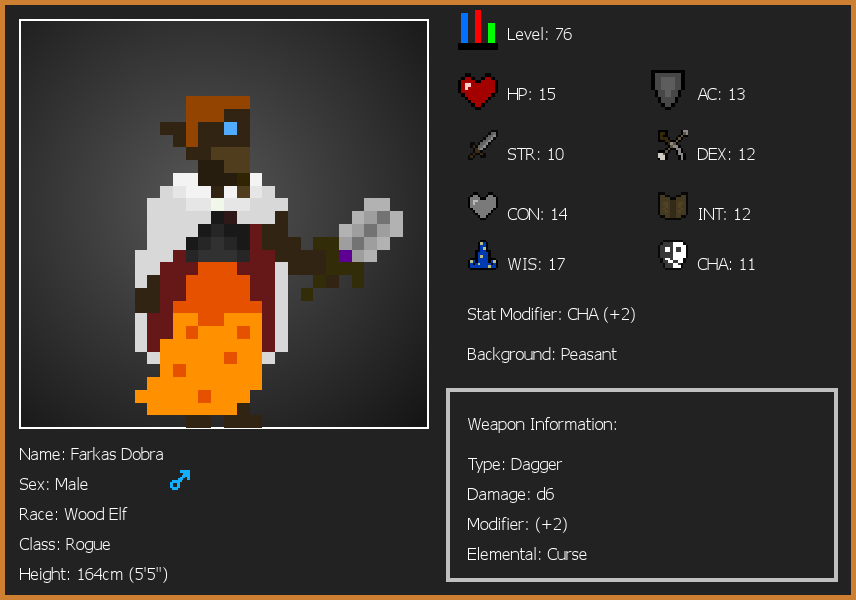 Level: 76
HP: 15
AC: 13
STR: 10
DEX: 12
CON: 14
INT: 12
WIS: 17
CHA: 11
Stat Modifier: CHA (+2)
Background: Peasant
Weapon Information:
Type: Dagger
Damage: d6
Modifier: (+2)
Elemental: Curse
Name: Farkas Dobra
Sex: Male
Race: Wood Elf
Class: Rogue
Height: 164cm (5'5")